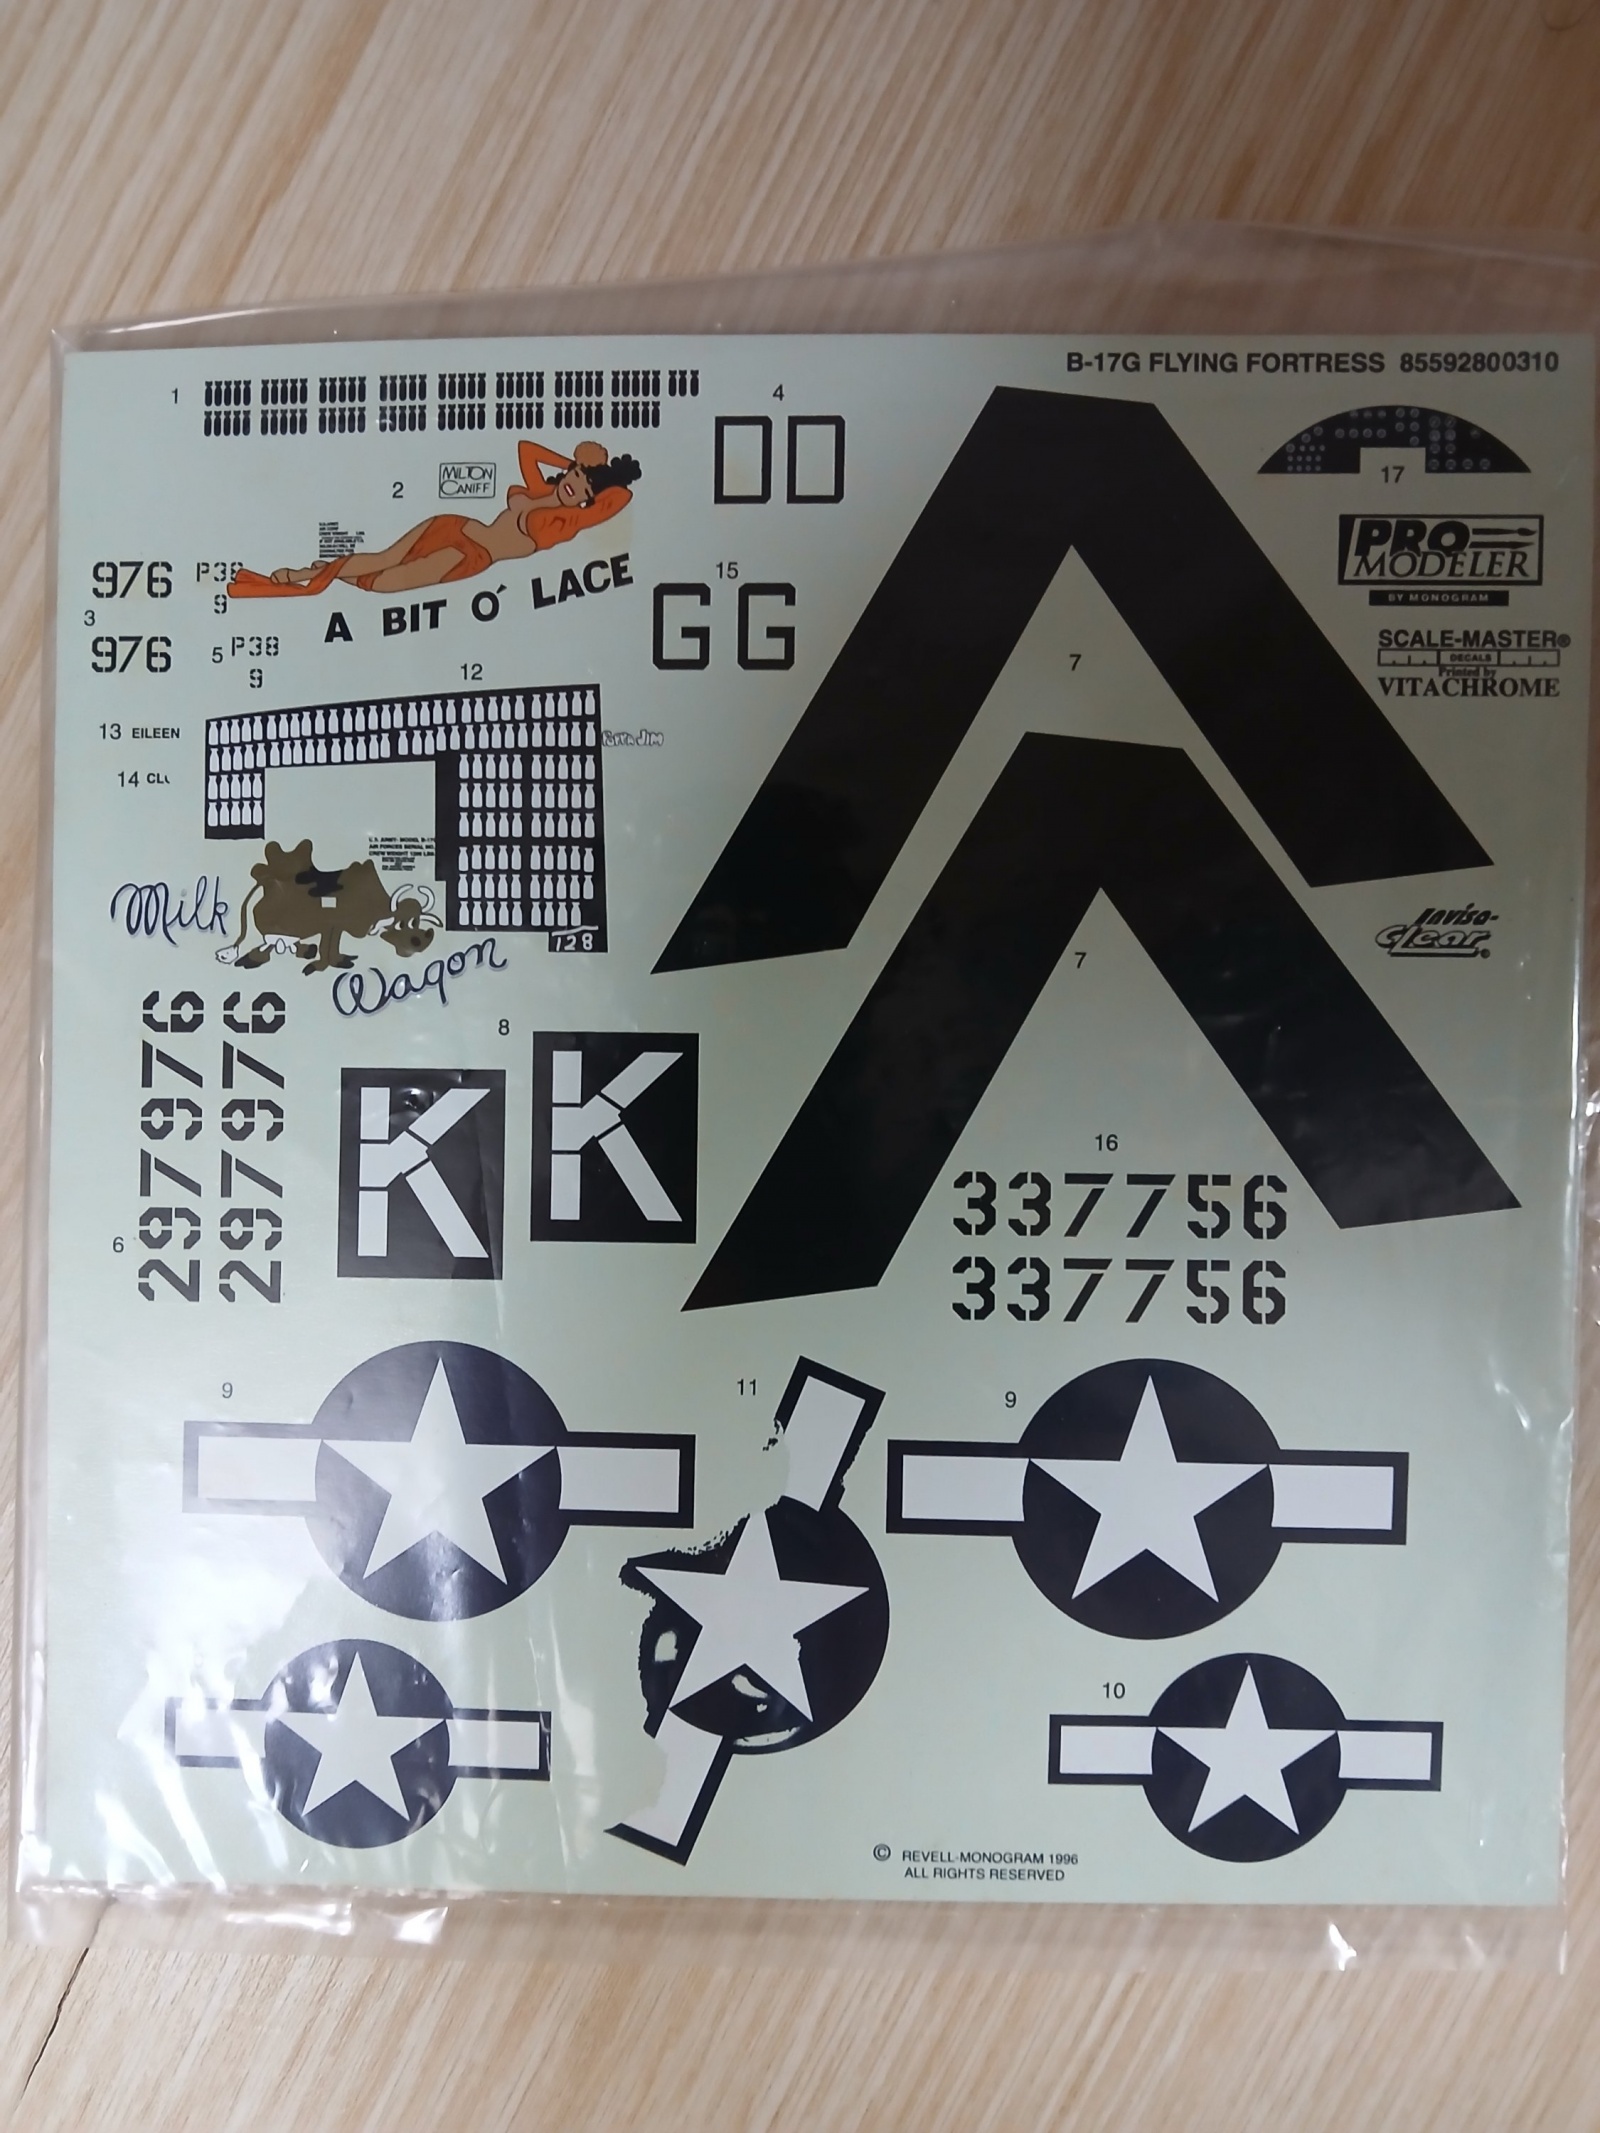 B-17G FLYING FORTRESS 85592800310
1
4
17
2
MILTON
CANIFF
PRO
MODELER
BY MONOGRAM
976
P38
9
A BIT O' LACE
15
3
GG
SCALE-MASTER®
DECALS
Printed by
VITACHROME
976
5
P38
9
12
7
13 EILEEN
14
Milk
128
Wagon
Invisa-
Clear®
7
8
K
K
297976
297976
6
16
337756
337756
9
11
9
10
© REVELL-MONOGRAM 1996
ALL RIGHTS RESERVED